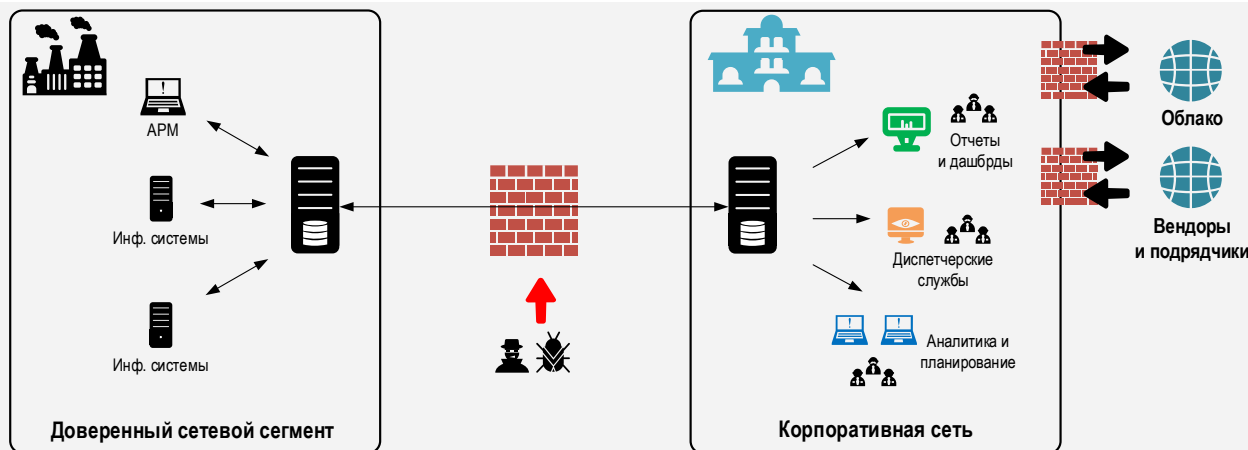 АРМ
Инф. системы
Инф. системы
Доверенный сетевой сегмент
Отчеты
и дашбрды
Диспетчерские
службы
Аналитика и
планирование
Корпоративная сеть
Облако
Вендоры
и подрядчики